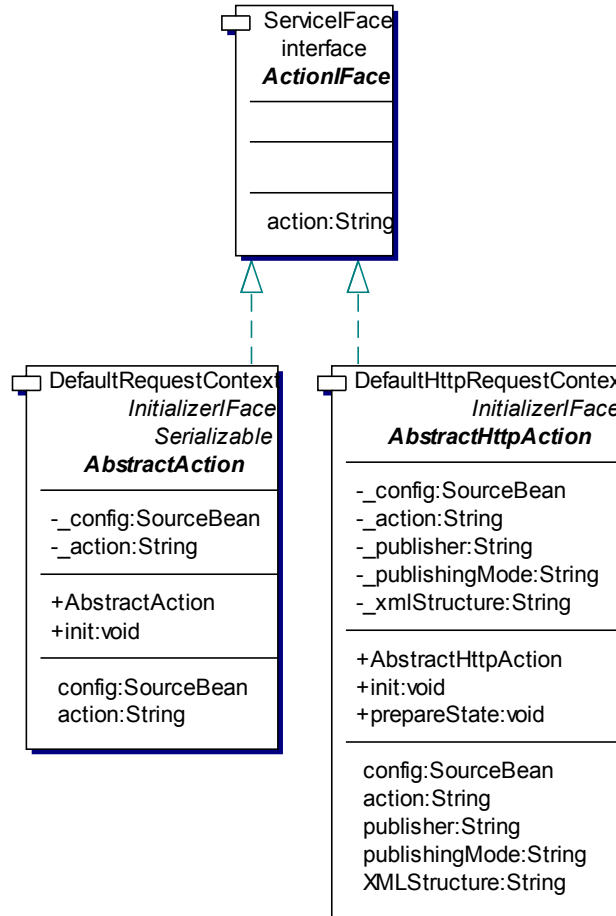 ServiceIFace
interface
ActionIFace
action:String
DefaultRequestContext
InitializerIFace
Serializable
AbstractAction
-_config:SourceBean
-_action:String
+AbstractAction
+init:void
config:SourceBean
action:String
DefaultHttpRequestContex
InitializerIFace
AbstractHttpAction
-_config:SourceBean
-_action:String
-_publisher:String
-_publishingMode:String
-_xmlStructure:String
+AbstractHttpAction
+init:void
+prepareState:void
config:SourceBean
action:String
publisher:String
publishingMode:String
XMLStructure:String